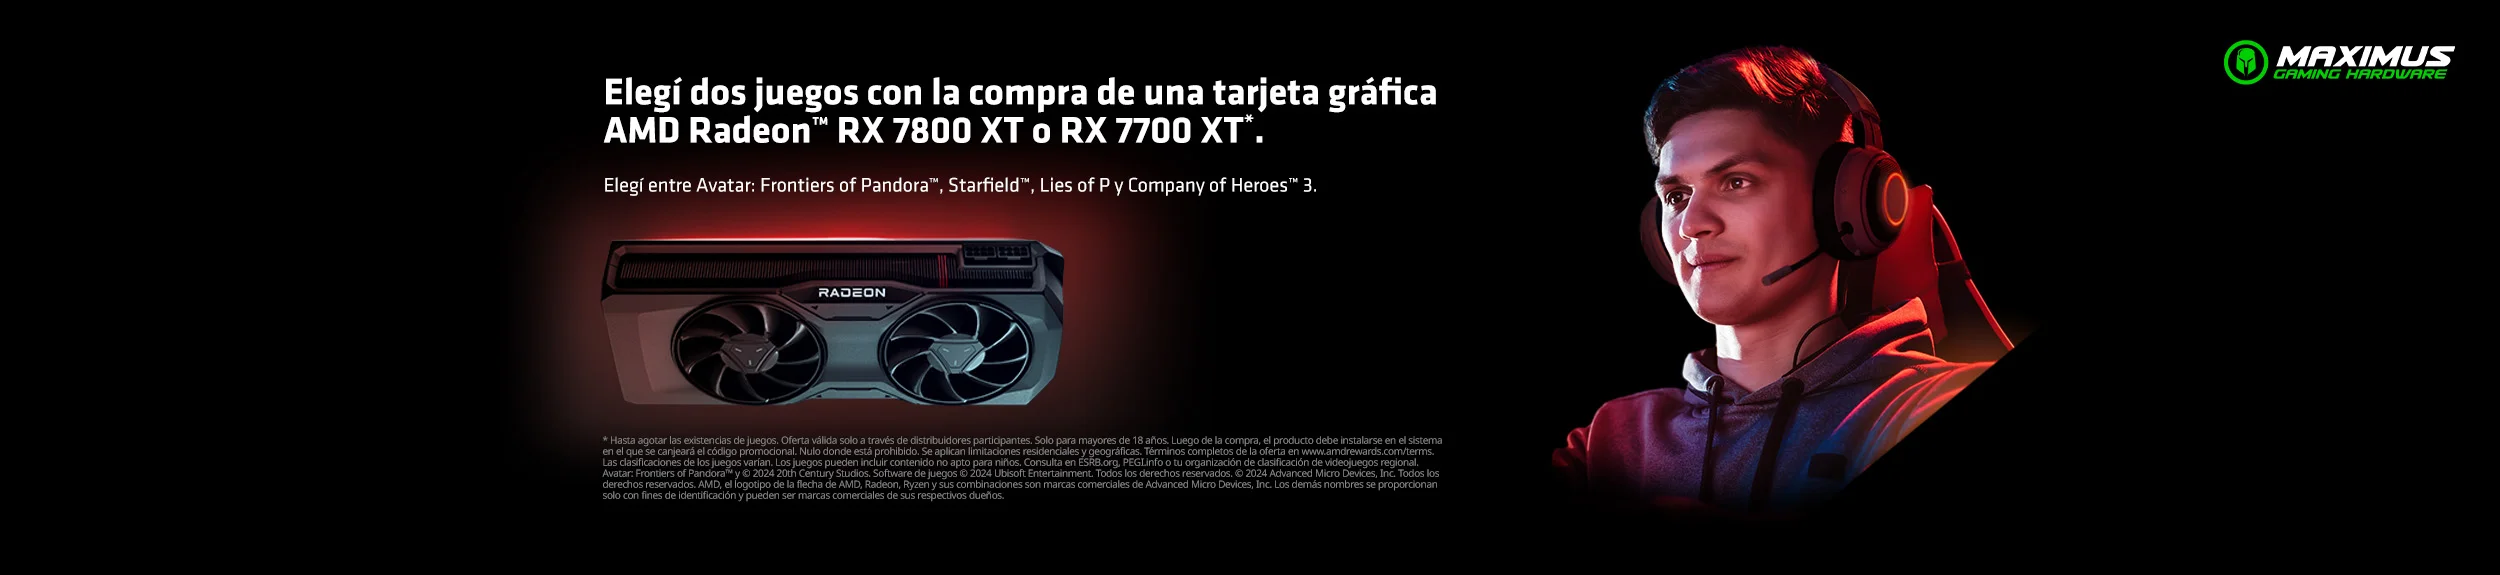 MAXIMUS
GAMING HARDWARE
Elegí dos juegos con la compra de una tarjeta gráfica
AMD Radeon™ RX 7800 XT o RX 7700 XT*.
Elegí entre Avatar: Frontiers of Pandora™, Starfield™, Lies of P y Company of Heroes™ 3.
RADEON
* Hasta agotar las existencias de juegos. Oferta válida solo a través de distribuidores participantes. Solo para mayores de 18 años. Luego de la compra, el producto debe instalarse en el sistema
en el que se canjeará el código promocional. Nulo donde está prohibido. Se aplican limitaciones residenciales y geográficas. Términos completos de la oferta en www.amdrewards.com/terms.
Las clasificaciones de los juegos varían. Los juegos pueden incluir contenido no apto para niños. Consulta en ESRB.org, PEGI.info o tu organización de clasificación de videojuegos regional.
Avatar: Frontiers of Pandora™ y © 2024 20th Century Studios. Software de juegos © 2024 Ubisoft Entertainment. Todos los derechos reservados. © 2024 Advanced Micro Devices, Inc. Todos los
derechos reservados. AMD, el logotipo de la flecha de AMD, Radeon, Ryzen y sus combinaciones son marcas comerciales de Advanced Micro Devices, Inc. Los demás nombres se proporcionan
solo con fines de identificación y pueden ser marcas comerciales de sus respectivos dueños.